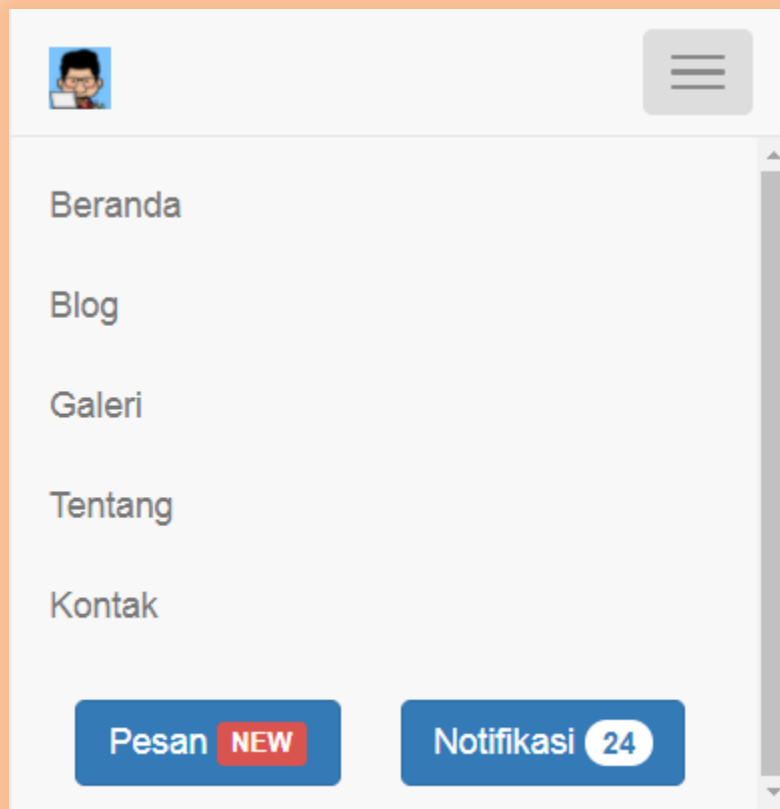 Beranda
Blog
Galeri
Tentang
Kontak
Pesan NEW Notifikasi 24